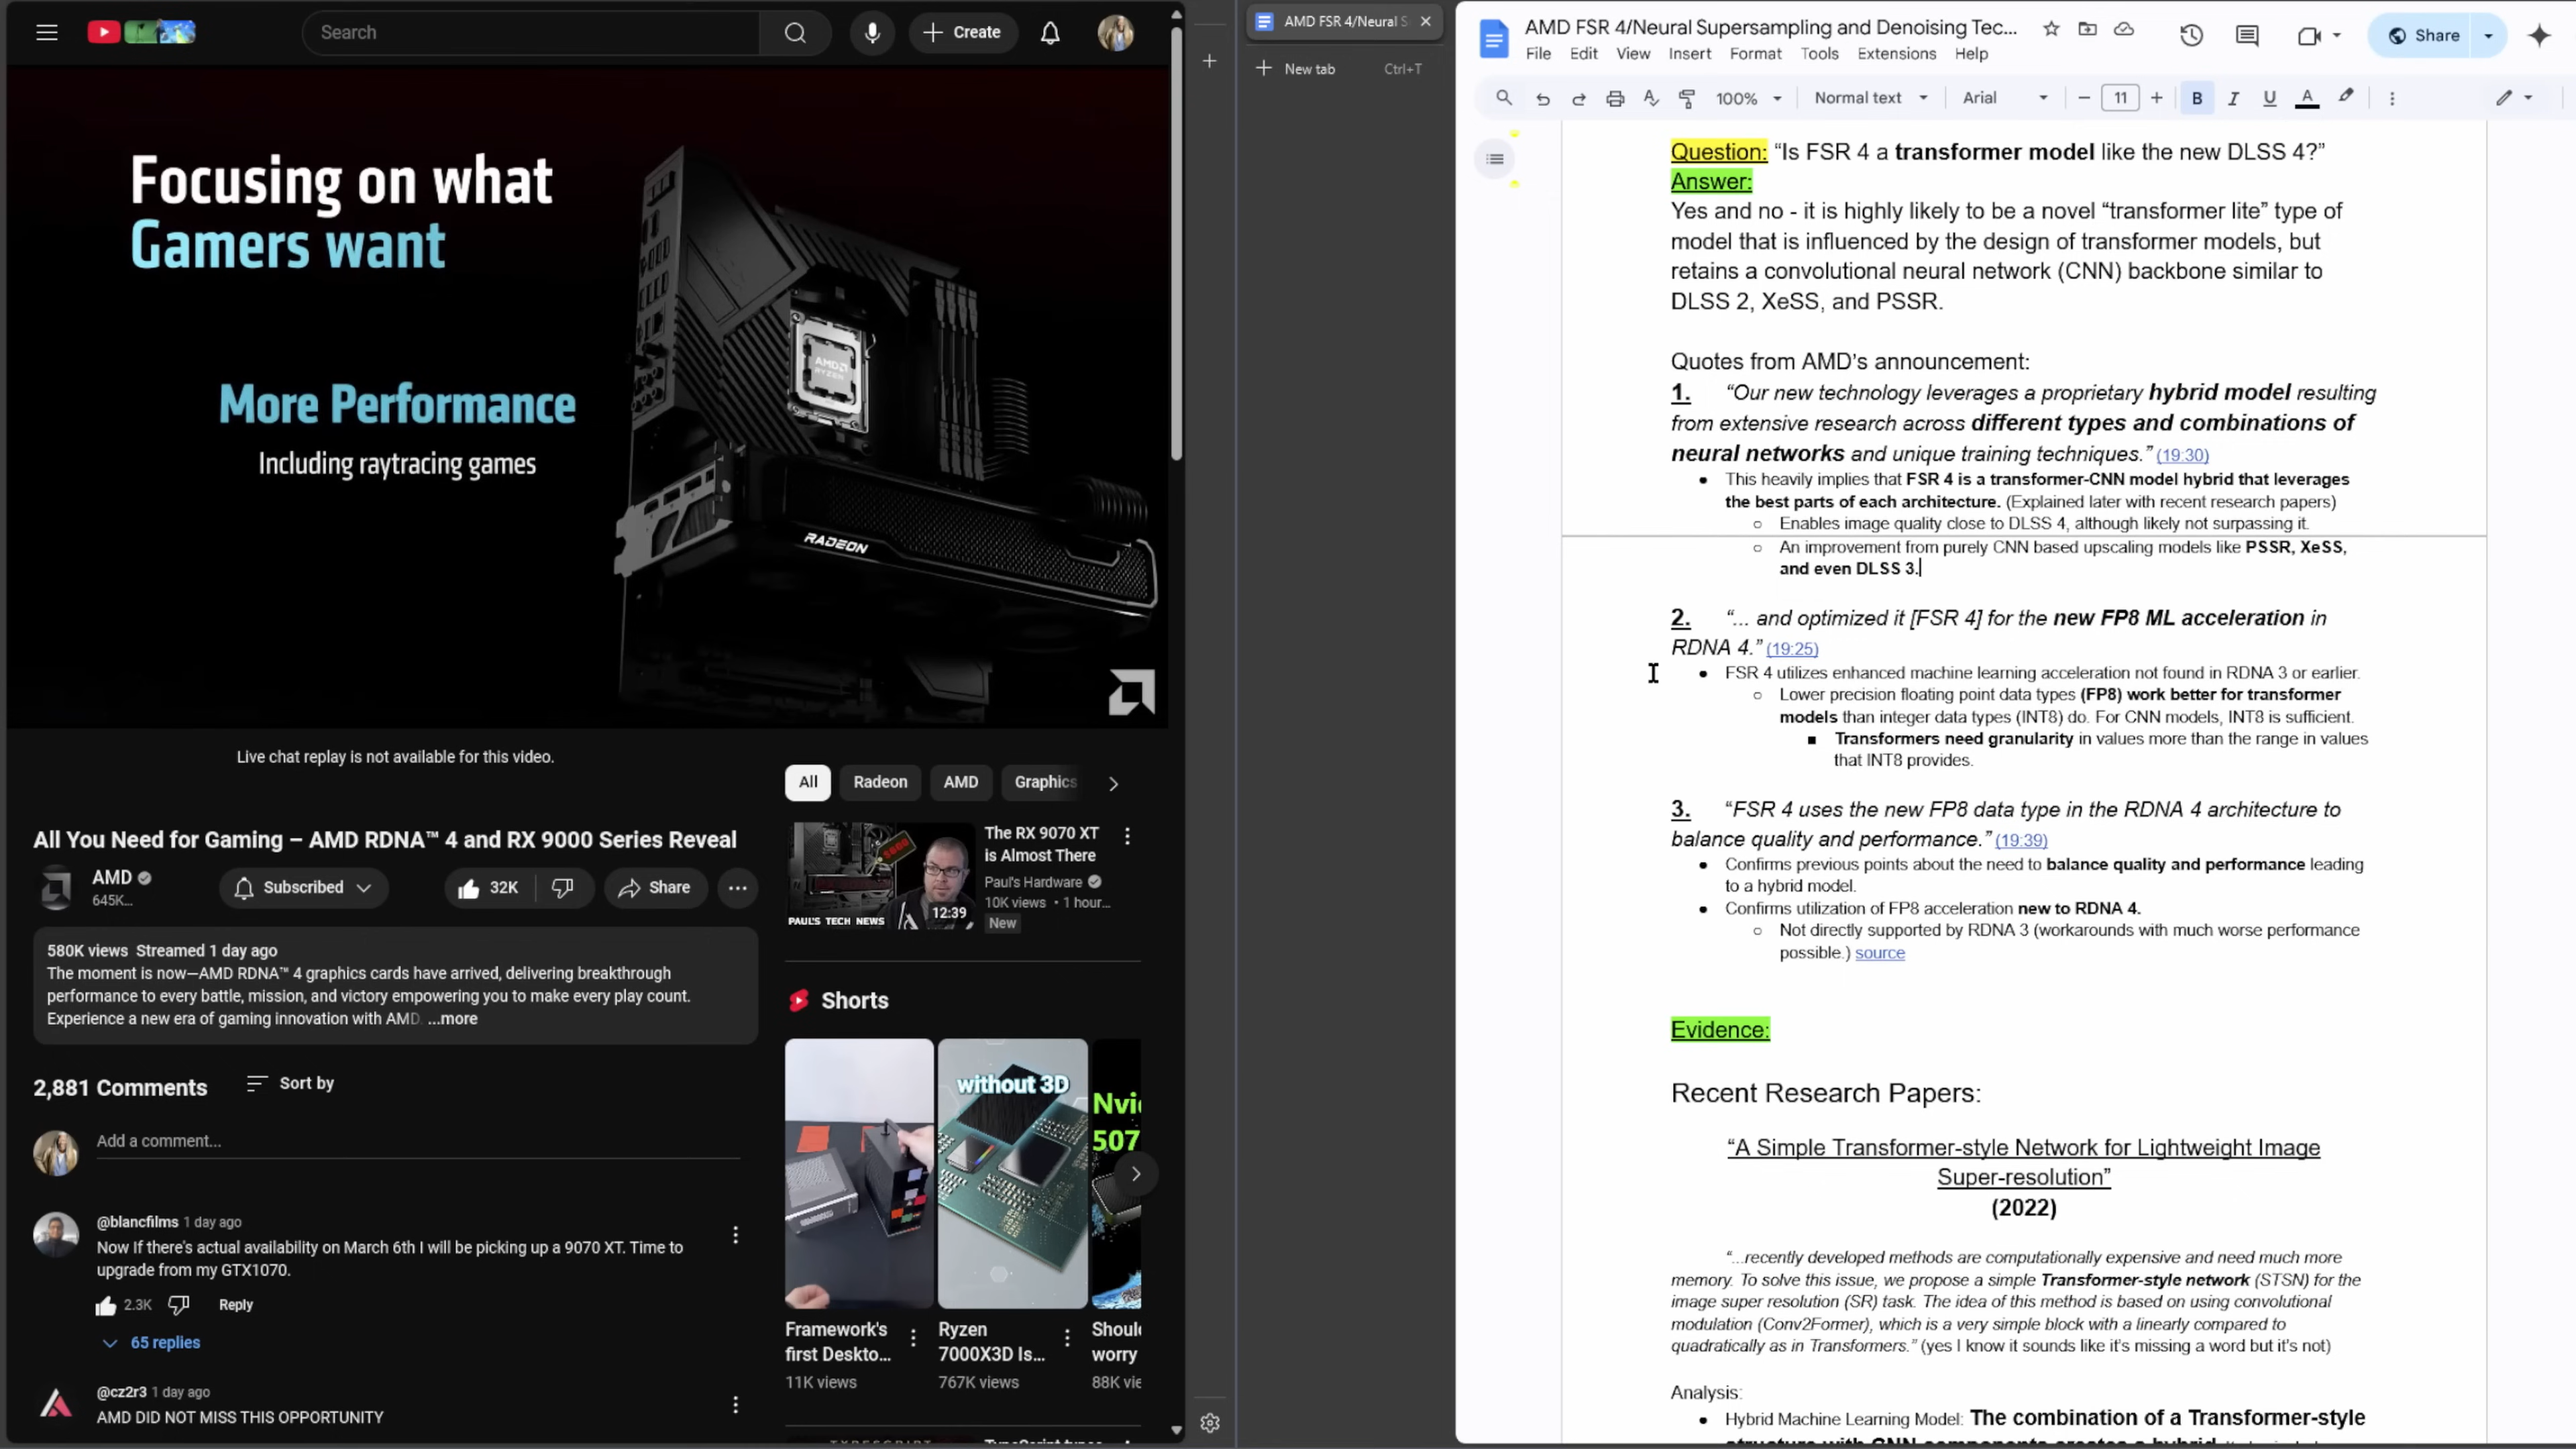 Search
Create
Focusing on what
Gamers want
More Performance
Including raytracing games
AMD
RYZEN
RADEON
Live chat replay is not available for this video.
All You Need for Gaming – AMD RDNA™ 4 and RX 9000 Series Reveal
AMD
645K...
Subscribed
32K
Share
580K views Streamed 1 day ago
The moment is now—AMD RDNA™ 4 graphics cards have arrived, delivering breakthrough
performance to every battle, mission, and victory empowering you to make every play count.
Experience a new era of gaming innovation with AMD. ...more
2,881 Comments
Sort by
Add a comment...
@blancfilms 1 day ago
Now If there's actual availability on March 6th I will be picking up a 9070 XT. Time to
upgrade from my GTX1070.
2.3K
Reply
65 replies
@cz2r3 1 day ago
AMD DID NOT MISS THIS OPPORTUNITY
All
Radeon
AMD
Graphics
$600
PAUL'S TECH NEWS
12:39
The RX 9070 XT
is Almost There
Paul's Hardware
10K views • 1 hour...
New
Shorts
without 3D
507
Framework's
first Deskto...
11K views
Ryzen
7000X3D Is...
767K views
worry
88K
AMD FSR 4/Neural S
New tab
Ctrl+T
AMD FSR 4/Neural Supersampling and Denoising Tec...
File Edit View Insert Format Tools Extensions Help
Share
100%
Normal text
Arial
11
B
I
U
A
Question: “Is FSR 4 a transformer model like the new DLSS 4?”
Answer:
Yes and no - it is highly likely to be a novel “transformer lite” type of
model that is influenced by the design of transformer models, but
retains a convolutional neural network (CNN) backbone similar to
DLSS 2, XeSS, and PSSR.
Quotes from AMD’s announcement:
1. “Our new technology leverages a proprietary hybrid model resulting
from extensive research across different types and combinations of
neural networks and unique training techniques.” (19:30)
● This heavily implies that FSR 4 is a transformer-CNN model hybrid that leverages
the best parts of each architecture. (Explained later with recent research papers)
○ Enables image quality close to DLSS 4, although likely not surpassing it.
○ An improvement from purely CNN based upscaling models like PSSR, XeSS,
and even DLSS 3.
2. “... and optimized it [FSR 4] for the new FP8 ML acceleration in
RDNA 4.” (19:25)
● FSR 4 utilizes enhanced machine learning acceleration not found in RDNA 3 or earlier.
○ Lower precision floating point data types (FP8) work better for transformer
models than integer data types (INT8) do. For CNN models, INT8 is sufficient.
■ Transformers need granularity in values more than the range in values
that INT8 provides.
3. “FSR 4 uses the new FP8 data type in the RDNA 4 architecture to
balance quality and performance.” (19:39)
● Confirms previous points about the need to balance quality and performance leading
to a hybrid model.
● Confirms utilization of FP8 acceleration new to RDNA 4.
○ Not directly supported by RDNA 3 (workarounds with much worse performance
possible.) source
Evidence:
Recent Research Papers:
“A Simple Transformer-style Network for Lightweight Image
Super-resolution”
(2022)
“...recently developed methods are computationally expensive and need much more
memory. To solve this issue, we propose a simple Transformer-style network (STSN) for the
image super resolution (SR) task. The idea of this method is based on using convolutional
modulation (Conv2Former), which is a very simple block with a linearly compared to
quadratically as in Transformers.” (yes I know it sounds like it’s missing a word but it’s not)
Analysis:
● Hybrid Machine Learning Model: The combination of a Transformer-style
structure with CNN components creates a hybrid